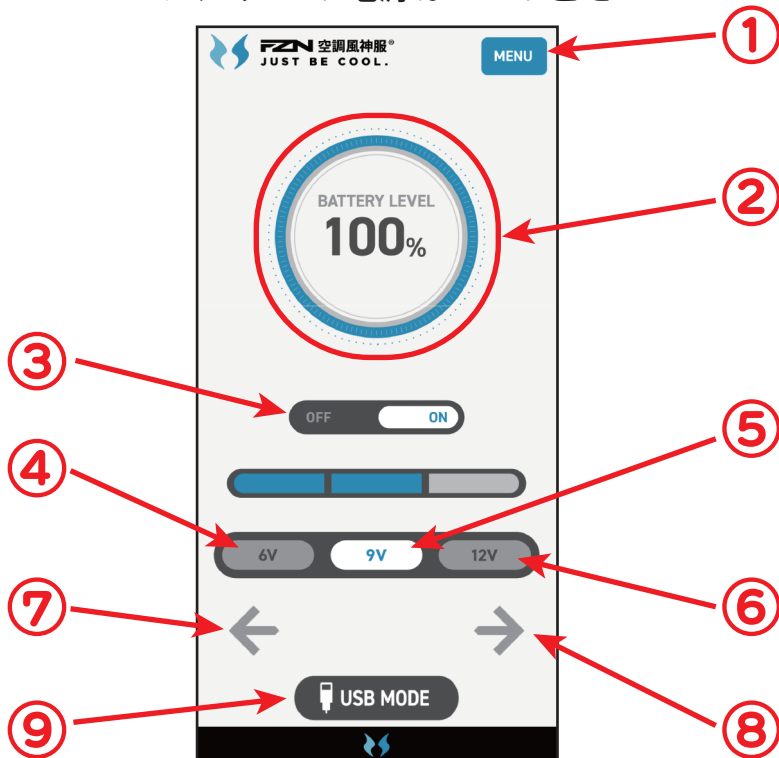 ①
FZN 空調風神服®
JUST BE COOL.
MENU
②
BATTERY LEVEL
100%
③
OFF ON
④
⑤
6V 9V 12V
⑥
⑦
⑧
⑨
USB MODE